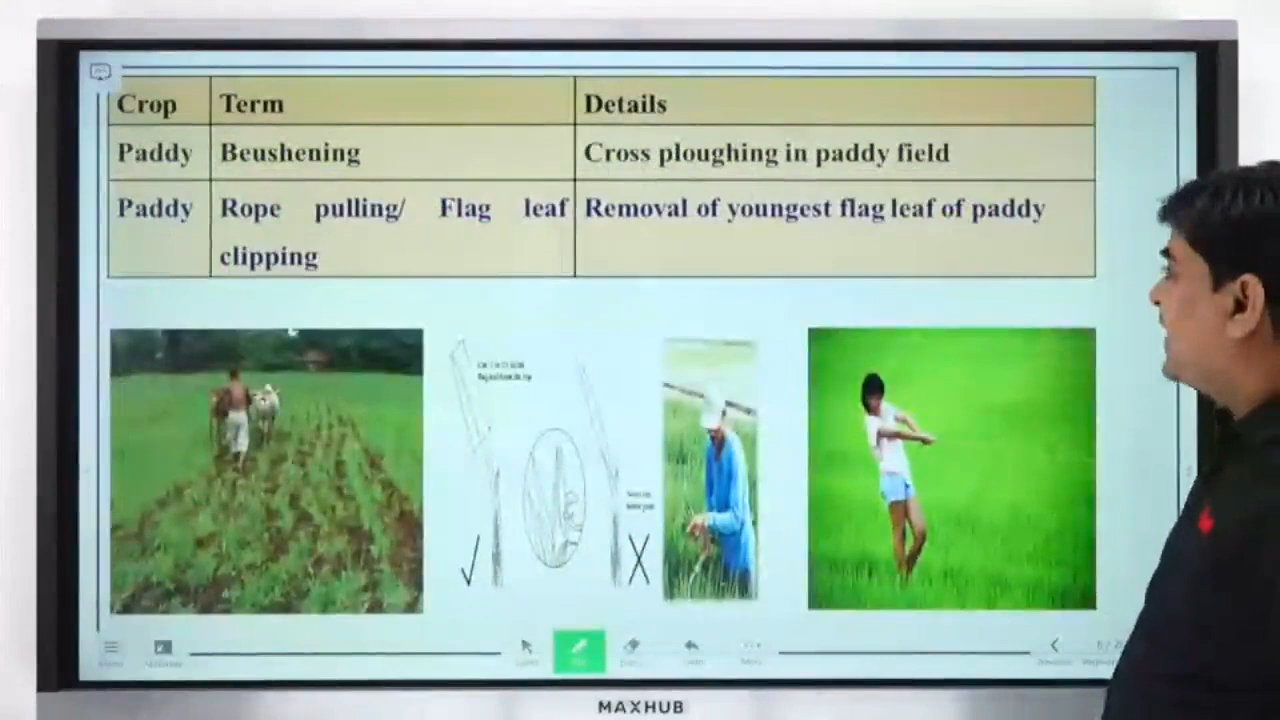 Crop Term Details
Paddy Beushening Cross ploughing in paddy field
Paddy Rope pulling/ Flag leaf Removal of youngest flag leaf of paddy
clipping
MAXHUB